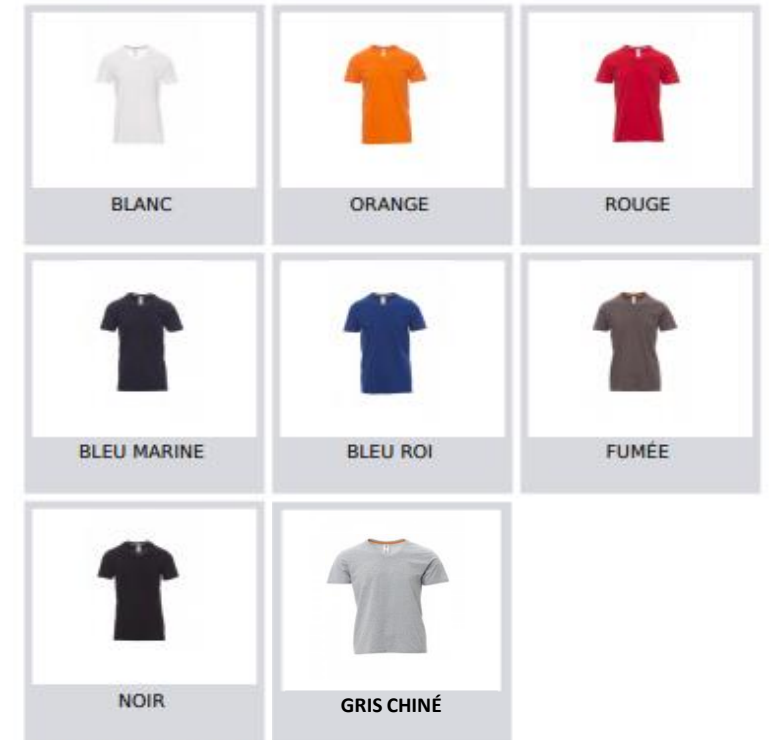 BLANC
ORANGE
ROUGE
BLEU MARINE
BLEU ROI
FUMÉE
NOIR
GRIS CHINÉ